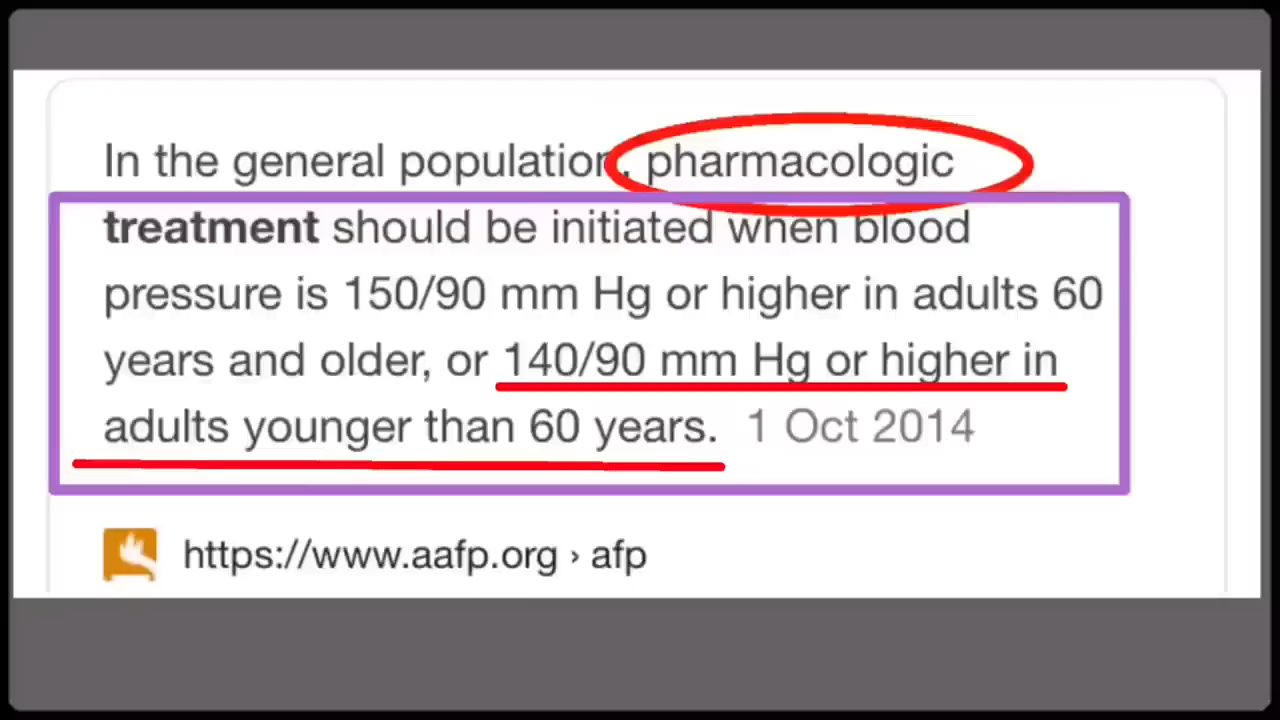 In the general population, pharmacologic
treatment should be initiated when blood
pressure is 150/90 mm Hg or higher in adults 60
years and older, or 140/90 mm Hg or higher in
adults younger than 60 years. 1 Oct 2014
https://www.aafp.org › afp